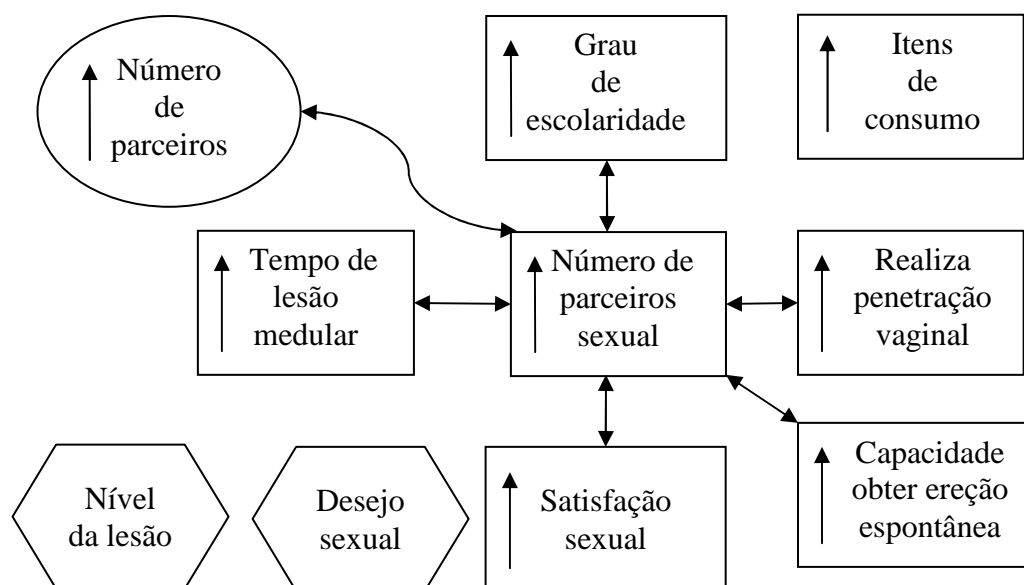 Número
de
parceiros
Grau
de
escolaridade
Itens
de
consumo
Tempo de
lesão
medular
Número de
parceiros
sexual
Realiza
penetração
vaginal
Nível
da lesão
Desejo
sexual
Satisfação
sexual
Capacidade
obter ereção
espontânea